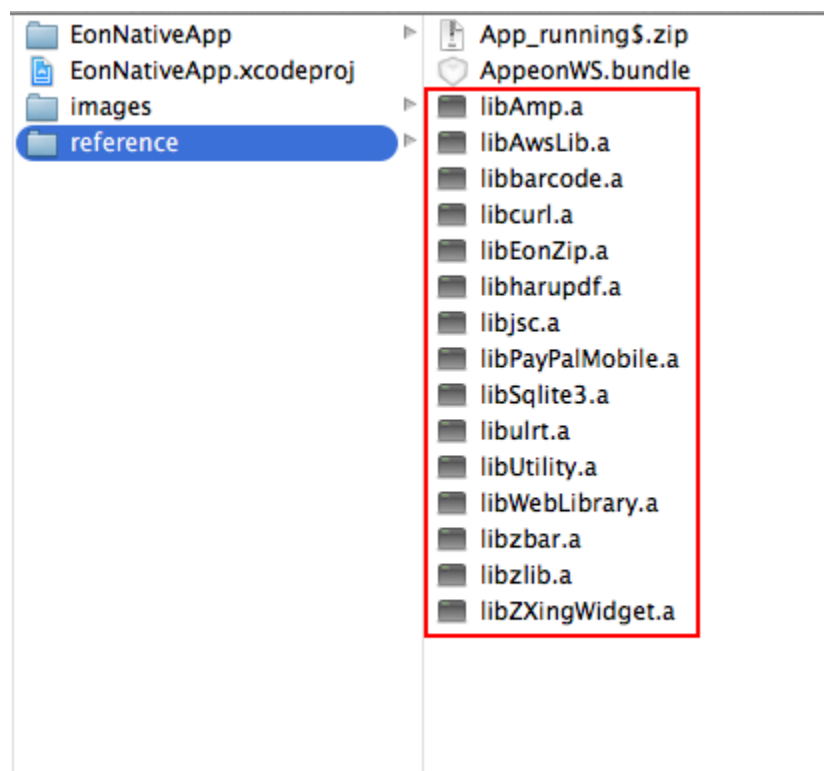 EonNativeApp
EonNativeApp.xcodeproj
images
reference
App_running$.zip
AppeonWS.bundle
libAmp.a
libAwsLib.a
libbarcode.a
libcurl.a
libEonZip.a
libharupdf.a
libjsc.a
libPayPalMobile.a
libSqlite3.a
libulrt.a
libUtility.a
libWebLibrary.a
libzbar.a
libzlib.a
libZXingWidget.a